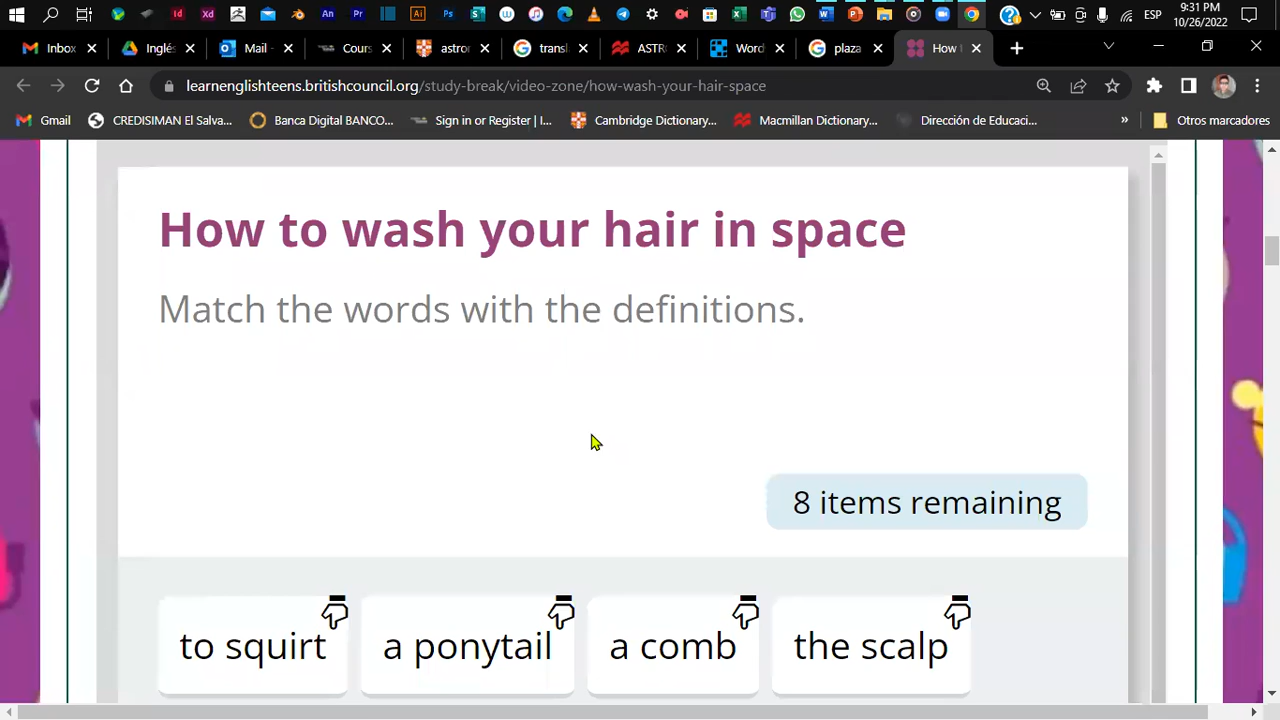 9:31 PM
ESP
10/26/2022
Inbox
Inglés
Mail -
Cours
astror
transl
ASTR
Word
plaza
How t
learnenglishteens.britishcouncil.org/study-break/video-zone/how-wash-your-hair-space
Gmail
CREDISIMAN El Salva...
Banca Digital BANCO...
Sign in or Register | I...
Cambridge Dictionary...
Macmillan Dictionary...
Dirección de Educaci...
»
Otros marcadores
How to wash your hair in space
Match the words with the definitions.
8 items remaining
to squirt
a ponytail
a comb
the scalp